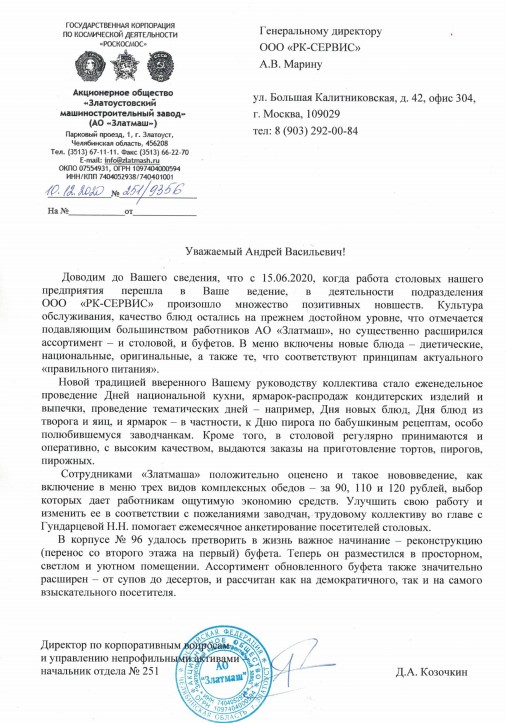 ГОСУДАРСТВЕННАЯ КОРПОРАЦИЯ
ПО КОСМИЧЕСКОЙ ДЕЯТЕЛЬНОСТИ
«РОСКОСМОС»
Акционерное общество
«Златоустовский
машиностроительный завод»
(АО «Златмаш»)
Парковый проезд, 1, г. Златоуст,
Челябинская область, 456208
Тел. (3513) 67-11-11. Факс (3513) 66-22-70
E-mail: info@zlatmash.ru
ОКПО 07554931, ОГРН 1097404000594
ИНН/КПП 7404052938/740401001
10.12.2020 № 251/9356
На № от
Генеральному директору
ООО «РК-СЕРВИС»
А.В. Марину
ул. Большая Калитниковская, д. 42, офис 304,
г. Москва, 109029
тел: 8 (903) 292-00-84
Уважаемый Андрей Васильевич!
Доводим до Вашего сведения, что с 15.06.2020, когда работа столовых нашего
предприятия перешла в Ваше ведение, в деятельности подразделения
ООО «РК-СЕРВИС» произошло множество позитивных новшеств. Культура
обслуживания, качество блюд остались на прежнем достойном уровне, что отмечается
подавляющим большинством работников АО «Златмаш», но существенно расширился
ассортимент – и столовой, и буфетов. В меню включены новые блюда – диетические,
национальные, оригинальные, а также те, что соответствуют принципам актуального
«правильного питания».
Новой традицией вверенного Вашему руководству коллектива стало еженедельное
проведение Дней национальной кухни, ярмарок-распродаж кондитерских изделий и
выпечки, проведение тематических дней – например, Дня новых блюд, Дня блюд из
творога и яиц, и ярмарок – в частности, к Дню пирога по бабушкиным рецептам, особо
полюбившемуся заводчанам. Кроме того, в столовой регулярно принимаются и
оперативно, с высоким качеством, выдаются заказы на приготовление тортов, пирогов,
пирожных.
Сотрудниками «Златмаша» положительно оценено и такое нововведение, как
включение в меню трех видов комплексных обедов – за 90, 110 и 120 рублей, выбор
которых дает работникам ощутимую экономию средств. Улучшить свою работу и
изменить ее в соответствии с пожеланиями заводчан, трудовому коллективу во главе с
Гундарцевой Н.Н. помогает ежемесячное анкетирование посетителей столовых.
В корпусе № 96 удалось претворить в жизнь важное начинание – реконструкцию
(перенос со второго этажа на первый) буфета. Теперь он разместился в просторном,
светлом и уютном помещении. Ассортимент обновленного буфета также значительно
расширен – от супов до десертов, и рассчитан как на демократичного, так и на самого
взыскательного посетителя.
Директор по корпоративным вопросам
и управлению непрофильными активами
начальник отдела № 251
Д.А. Козочкин
АО
"Златмаш"